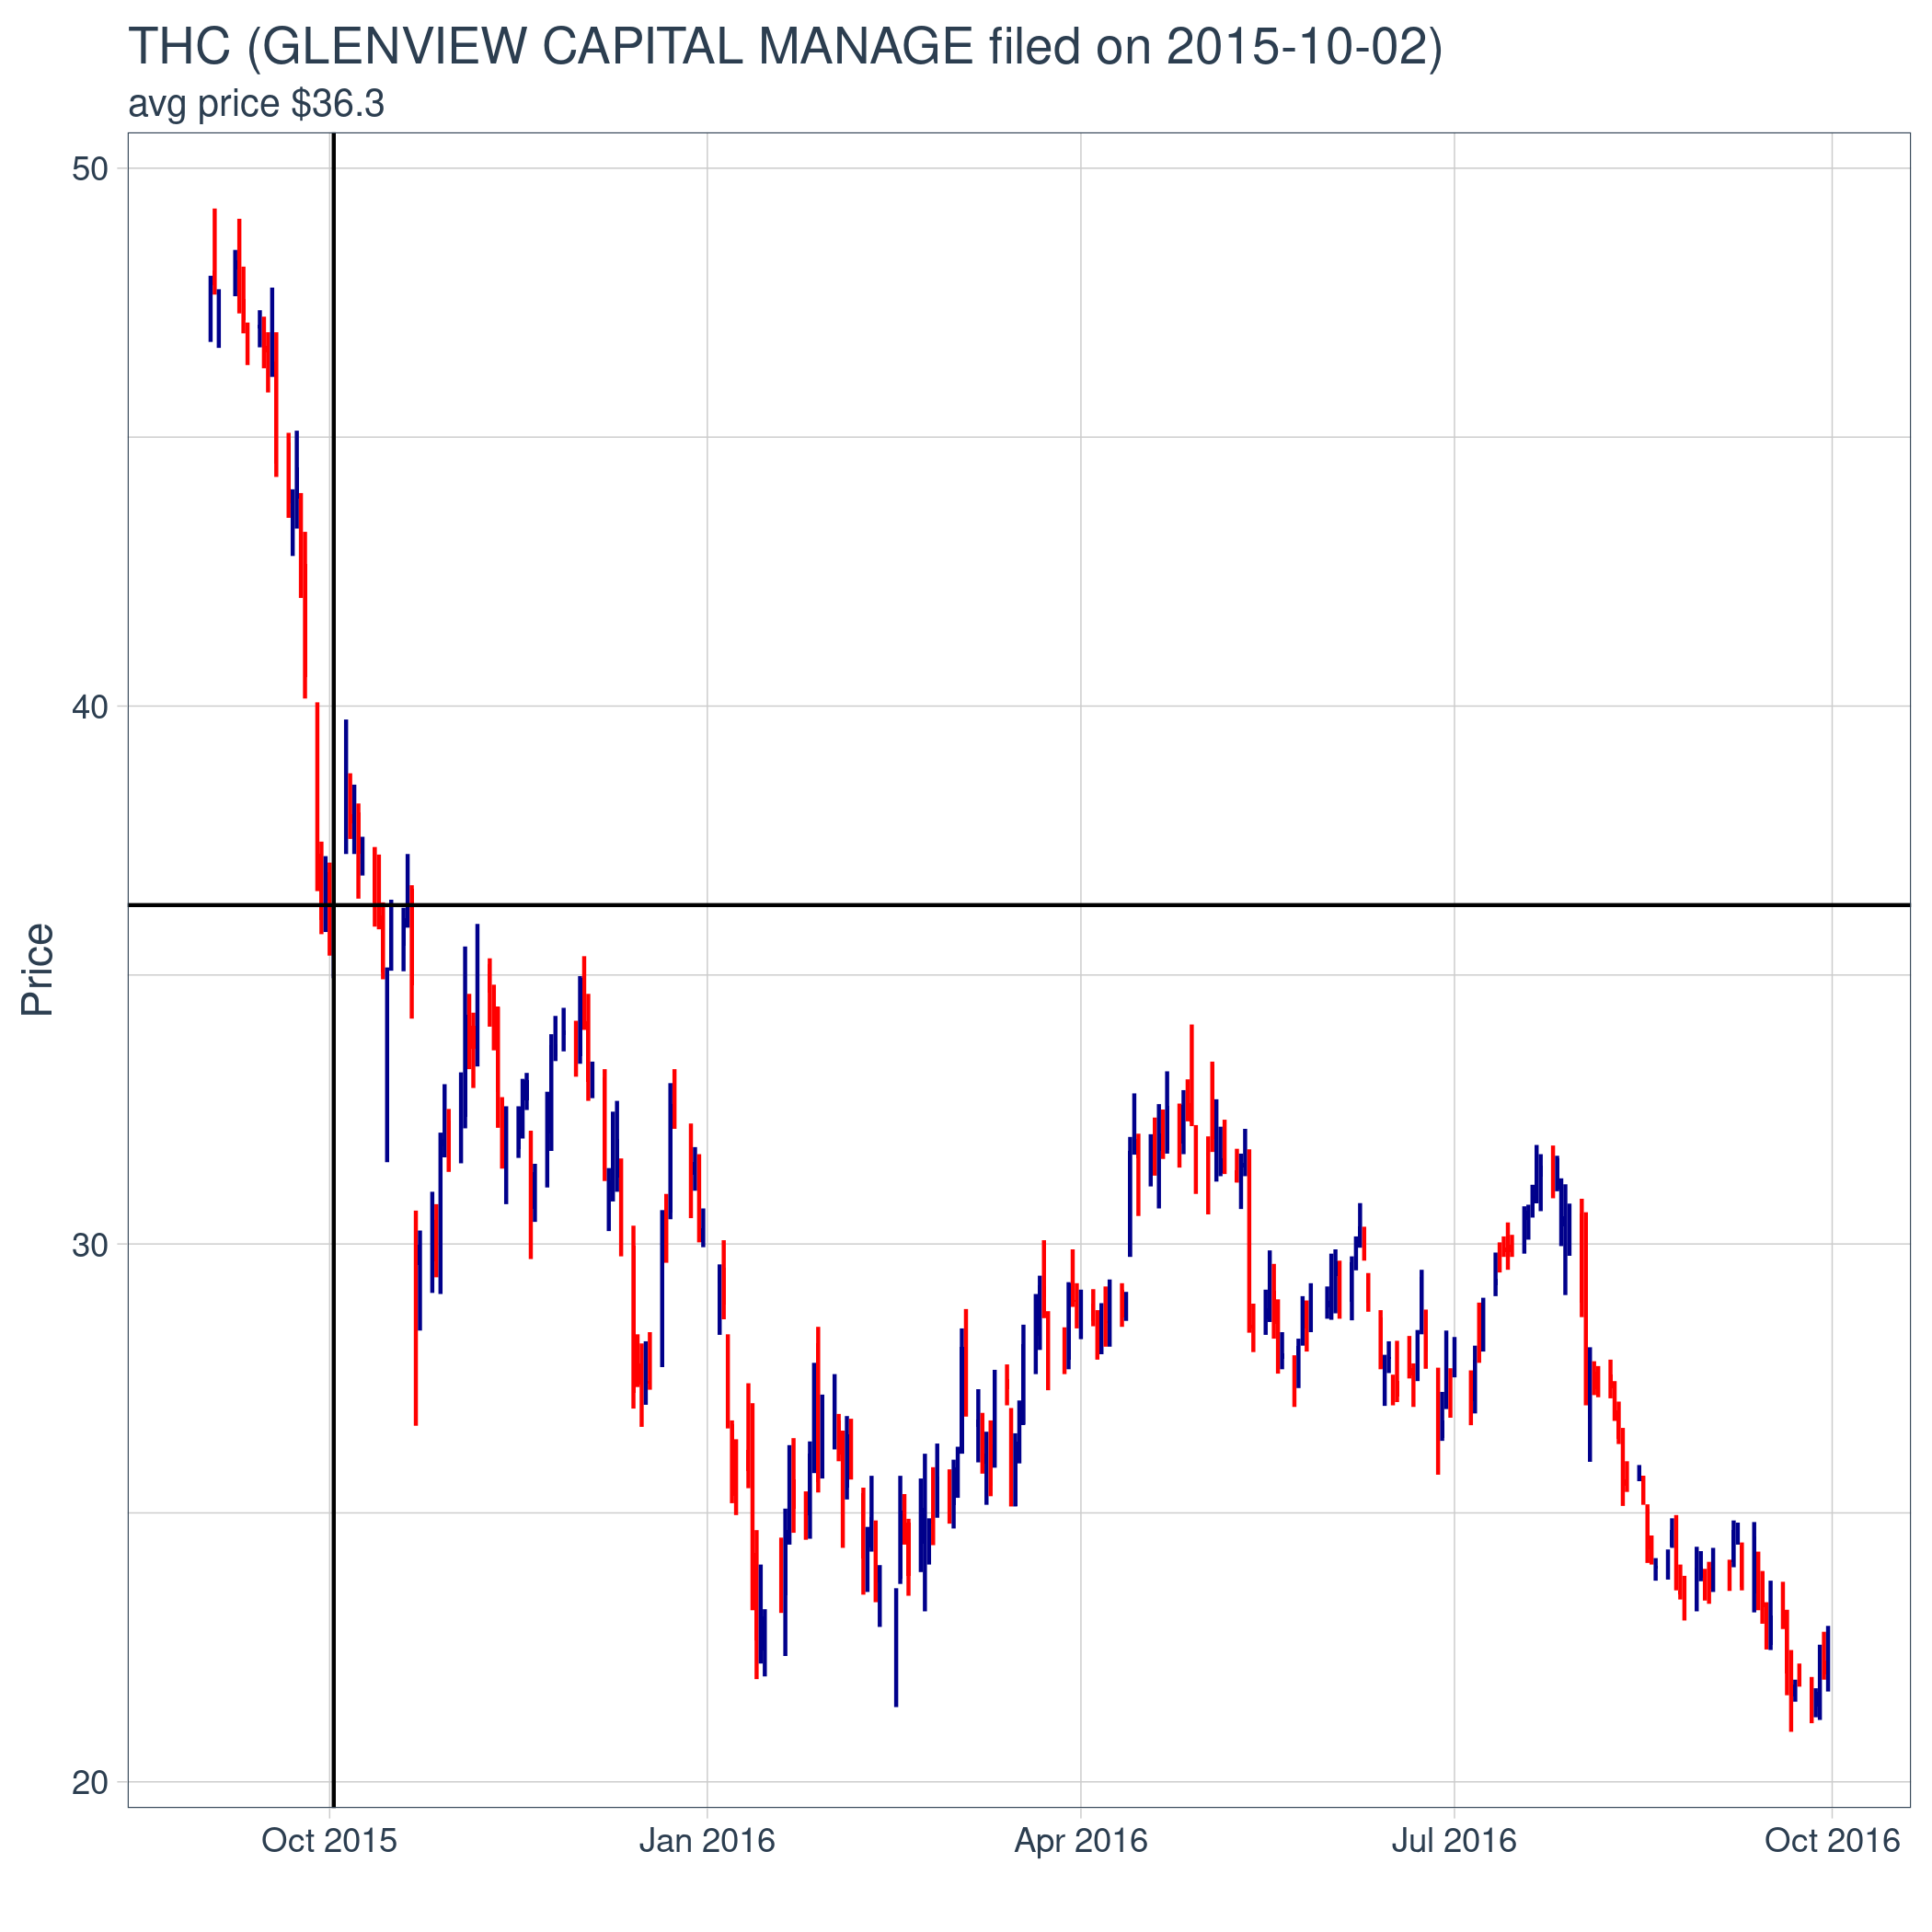 THC (GLENVIEW CAPITAL MANAGE filed on 2015-10-02)
avg price $36.3
50
40
30
20
Price
Oct 2015
Jan 2016
Apr 2016
Jul 2016
Oct 2016